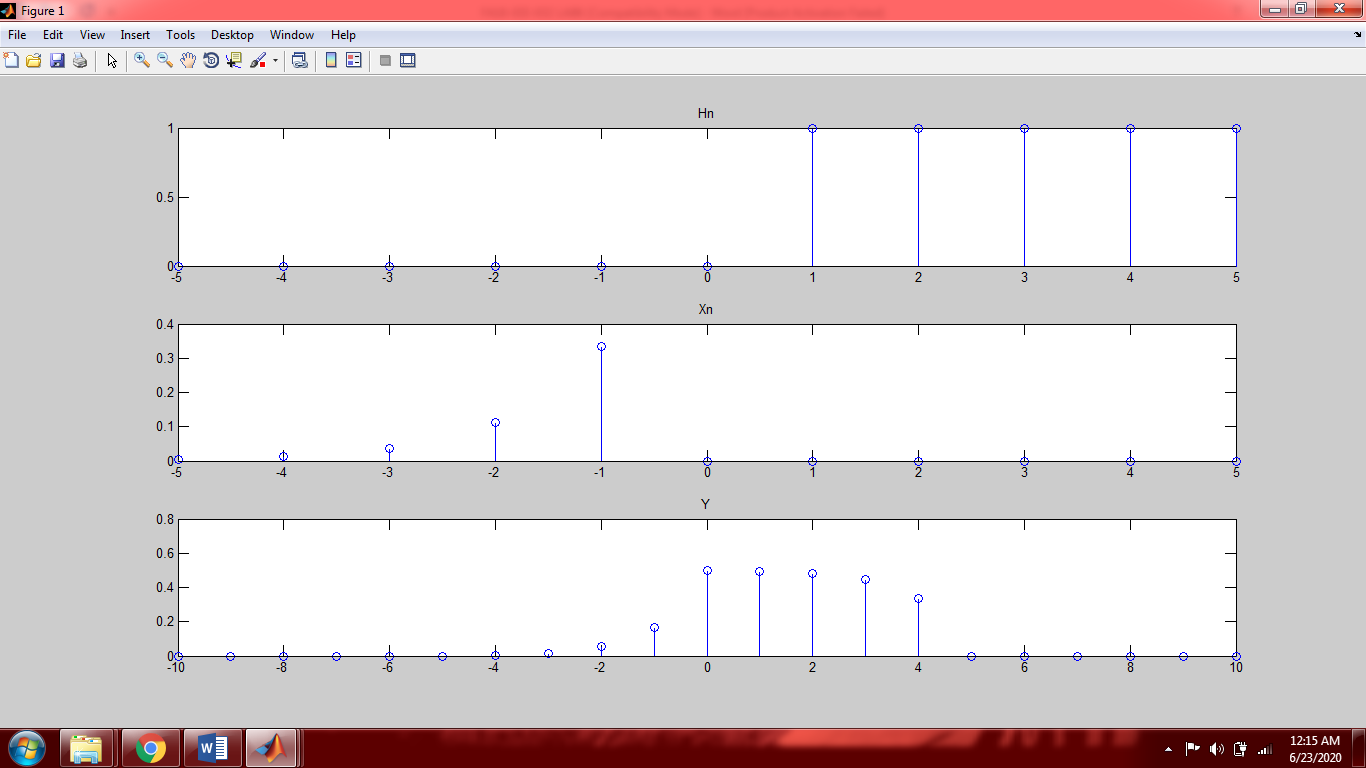 Figure 1
File Edit View Insert Tools Desktop Window Help
Hn
1
0.5
0
-5 -4 -3 -2 -1 0 1 2 3 4 5
Xn
0.4
0.3
0.2
0.1
0
-5 -4 -3 -2 -1 0 1 2 3 4 5
Y
0.8
0.6
0.4
0.2
0
-10 -8 -6 -4 -2 0 2 4 6 8 10
12:15 AM
6/23/2020